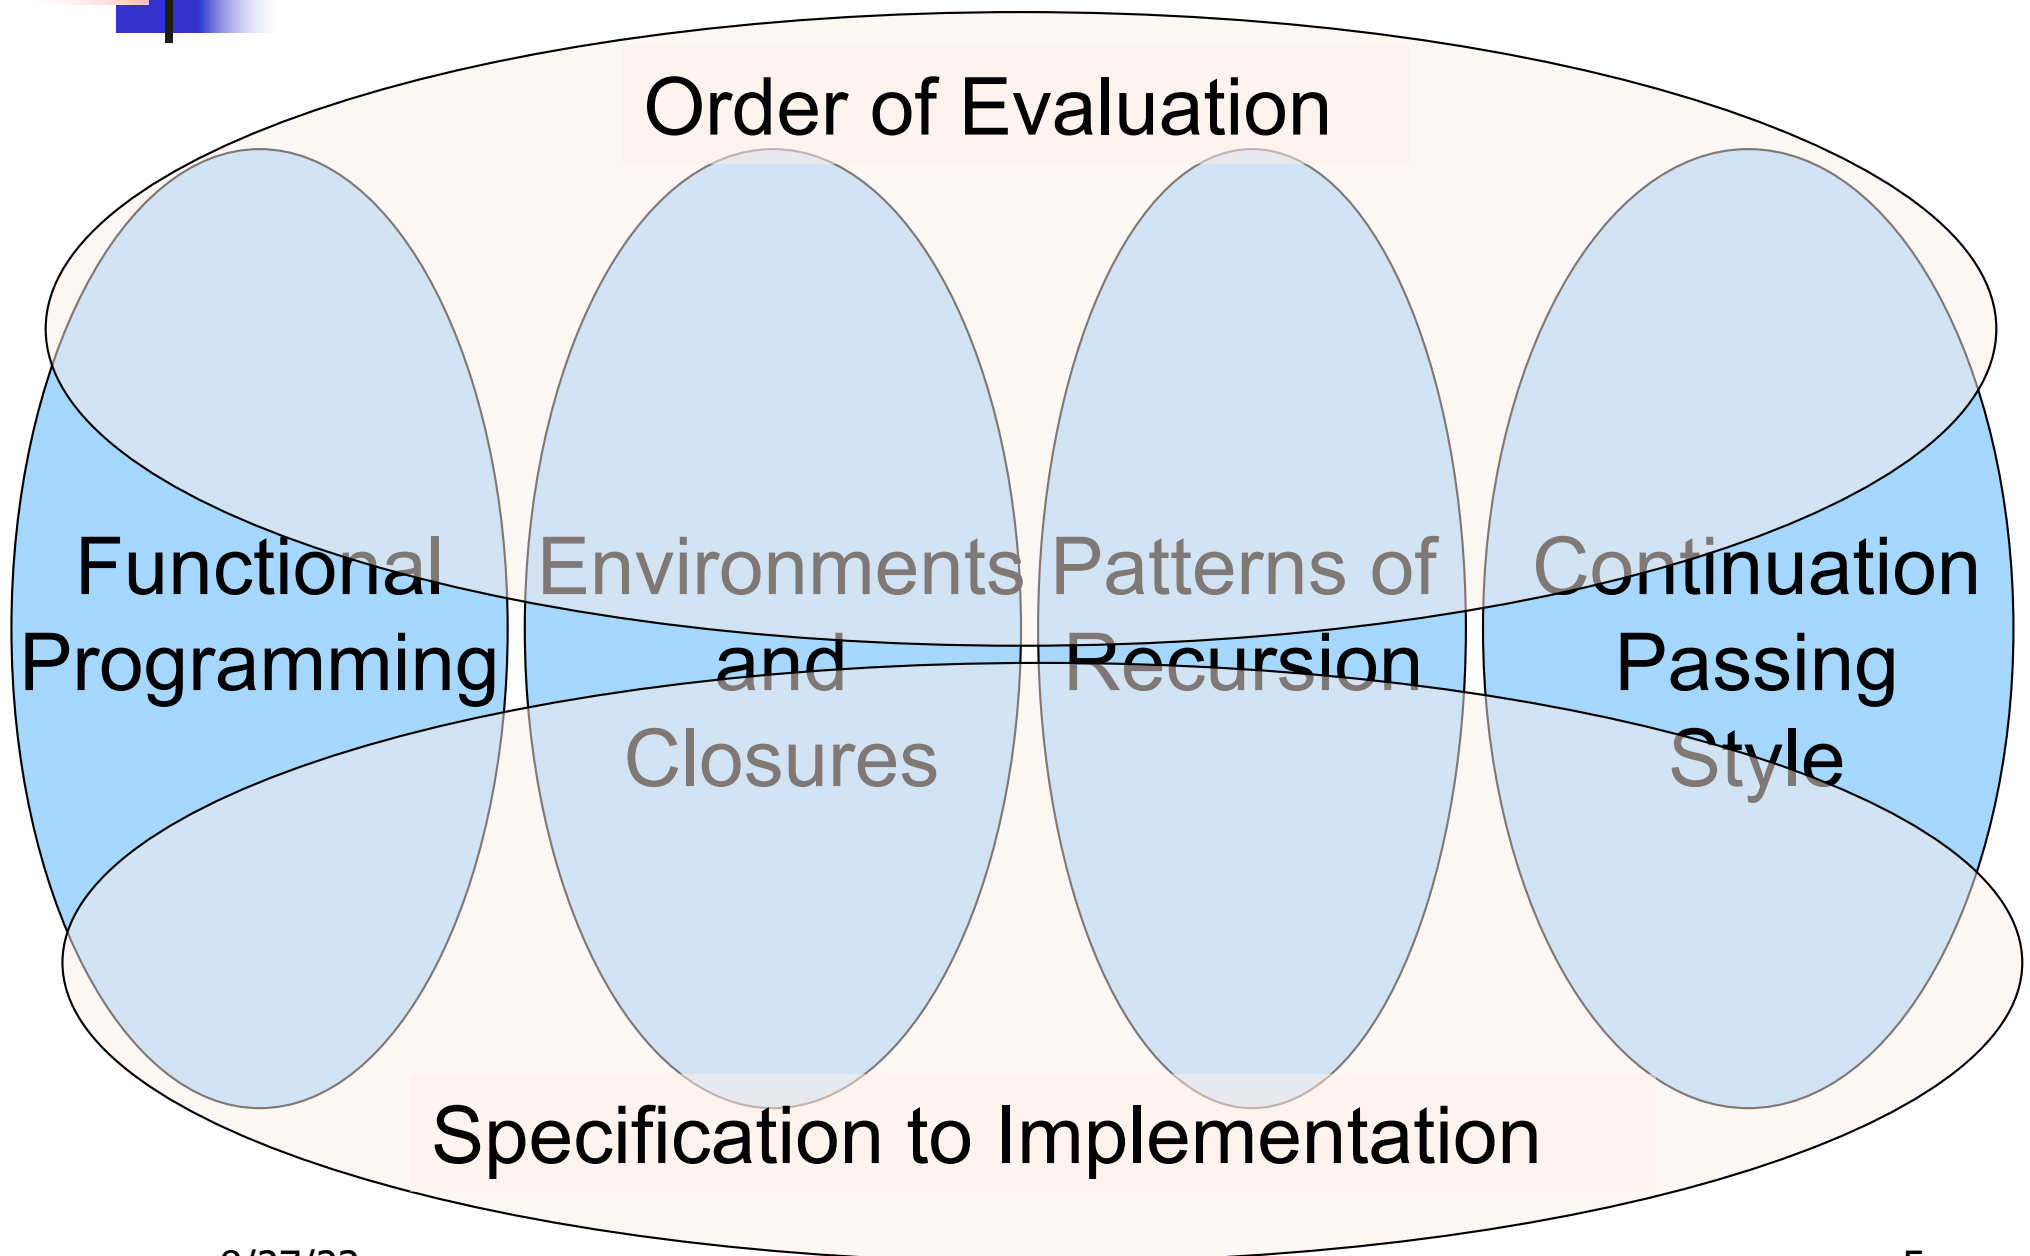 Order of Evaluation
Functional
Programming
Environments
and
Closures
Patterns of
Recursion
Continuation
Passing
Style
Specification to Implementation